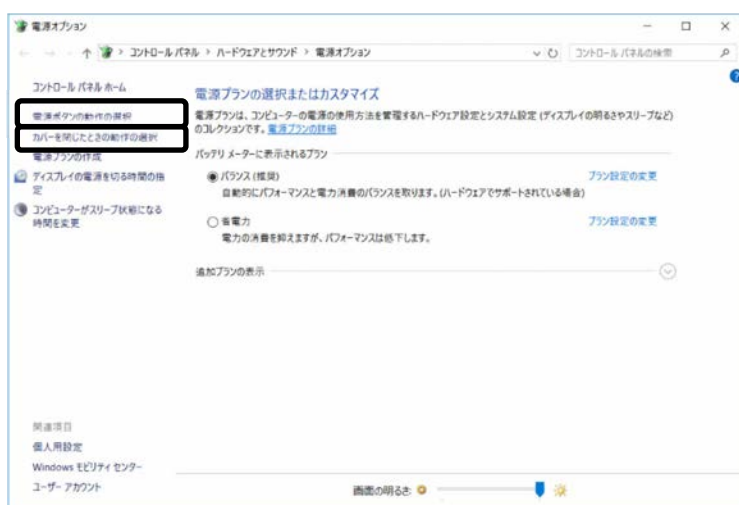 電源オプション
コントロール パネル › ハードウェアとサウンド › 電源オプション
コントロール パネルの検索
コントロール パネル ホーム
電源ボタンの動作の選択
カバーを閉じたときの動作の選択
電源プランの作成
ディスプレイの電源を切る時間の指
定
コンピューターがスリープ状態になる
時間を変更
電源プランの選択またはカスタマイズ
電源プランは、コンピューターの電源の使用方法を管理するハードウェア設定とシステム設定 (ディスプレイの明るさやスリープなど)
のコレクションです。電源プランの詳細
バッテリ メーターに表示されるプラン
バランス (推奨) プラン設定の変更
自動的にパフォーマンスと電力消費のバランスを取ります。(ハードウェアでサポートされている場合)
省電力 プラン設定の変更
電力の消費を抑えますが、パフォーマンスは低下します。
追加プランの表示
関連項目
個人用設定
Windows モビリティ センター
ユーザー アカウント
画面の明るさ: